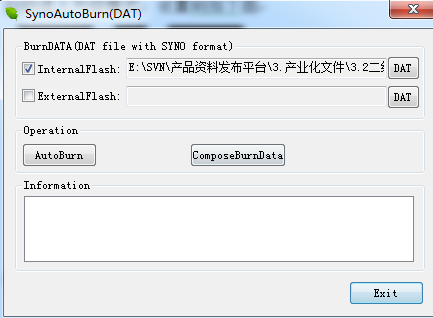 SynoAutoBurn(DAT)
BurnDATA(DAT file with SYNO format)
InternalFlash: E:\SVN\产品资料发布平台\3.产业化文件\3.2二 DAT
ExternalFlash: DAT
Operation
AutoBurn ComposeBurnData
Information
Exit